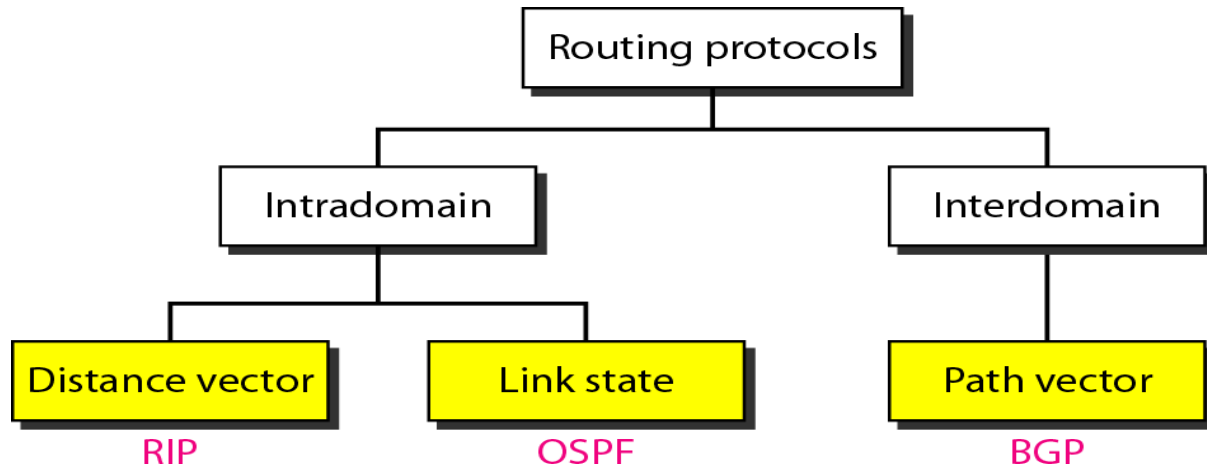 Routing protocols
Intradomain
Interdomain
Distance vector
Link state
Path vector
RIP
OSPF
BGP